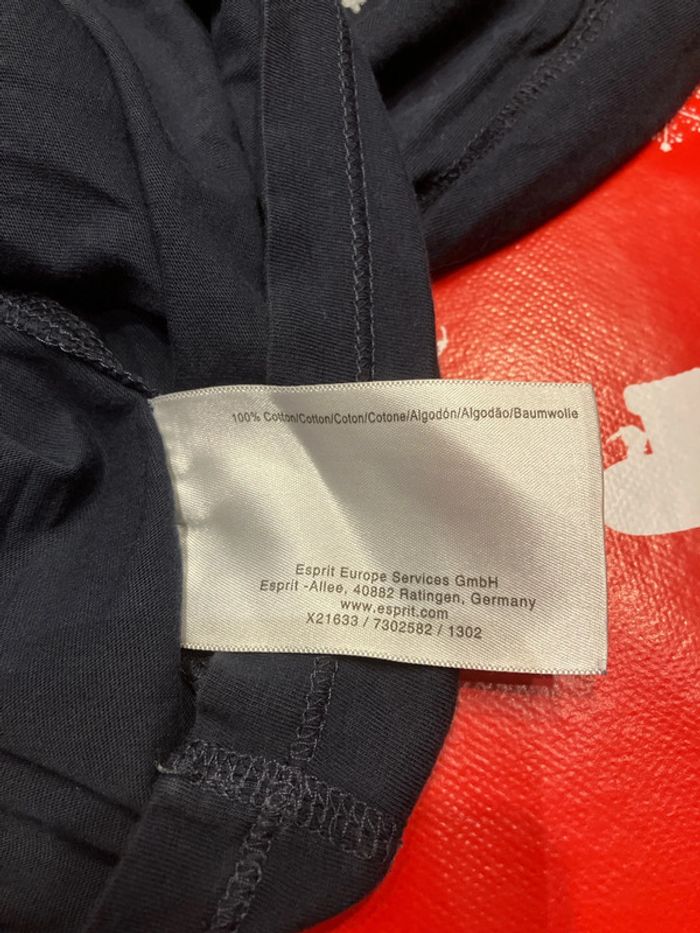 100% Cotton/Cotton/Coton/Cotone/Algodón/Algodão/Baumwolle
Esprit Europe Services GmbH
Esprit -Allee, 40882 Ratingen, Germany
www.esprit.com
X21633 / 7302582 / 1302